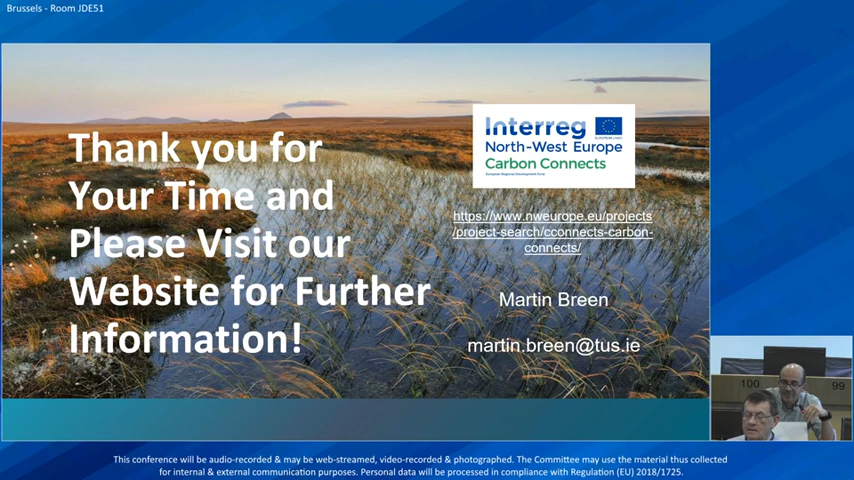 Brussels - Room JDE51
Thank you for
Your Time and
Please Visit our
Website for Further
Information!
Interreg
EUROPEAN UNION
North-West Europe
Carbon Connects
European Regional Development Fund
https://www.nweurope.eu/projects
/project-search/cconnects-carbon-
connects/
Martin Breen
martin.breen@tus.ie
100
99
This conference will be audio-recorded & may be web-streamed, video-recorded & photographed. The Committee may use the material thus collected
for internal & external communication purposes. Personal data will be processed in compliance with Regulation (EU) 2018/1725.